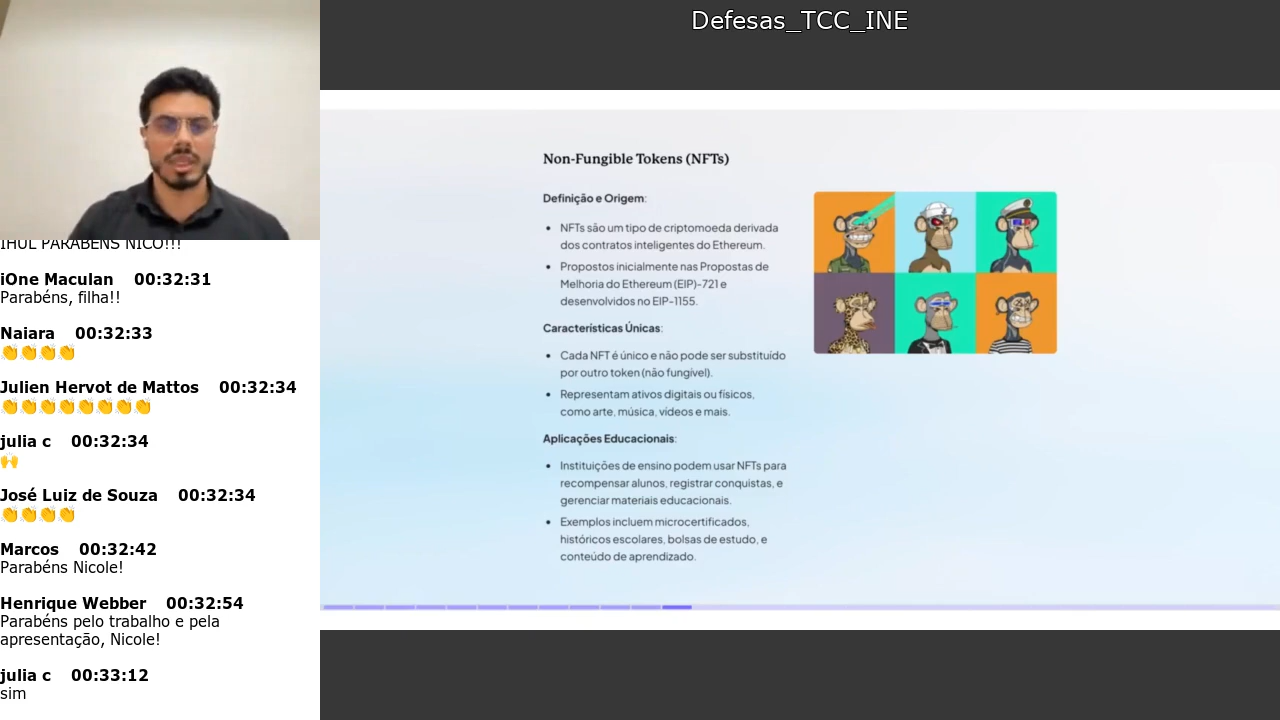 Defesas_TCC_INE
IHUL PARABENS NICO!!!
iOne Maculan 00:32:31
Parabéns, filha!!
Naiara 00:32:33
👏👏👏👏
Julien Hervot de Mattos 00:32:34
👏👏👏👏👏👏👏👏
julia c 00:32:34
🙌
José Luiz de Souza 00:32:34
👏👏👏👏
Marcos 00:32:42
Parabéns Nicole!
Henrique Webber 00:32:54
Parabéns pelo trabalho e pela
apresentação, Nicole!
julia c 00:33:12
sim
Non-Fungible Tokens (NFTs)
Definição e Origem:
• NFTs são um tipo de criptomoeda derivada
dos contratos inteligentes do Ethereum.
• Propostos inicialmente nas Propostas de
Melhoria do Ethereum (EIP)-721 e
desenvolvidos no EIP-1155.
Características Únicas:
• Cada NFT é único e não pode ser substituído
por outro token (não fungível).
• Representam ativos digitais ou físicos,
como arte, música, vídeos e mais.
Aplicações Educacionais:
• Instituições de ensino podem usar NFTs para
recompensar alunos, registrar conquistas, e
gerenciar materiais educacionais.
• Exemplos incluem microcertificados,
históricos escolares, bolsas de estudo, e
conteúdo de aprendizado.